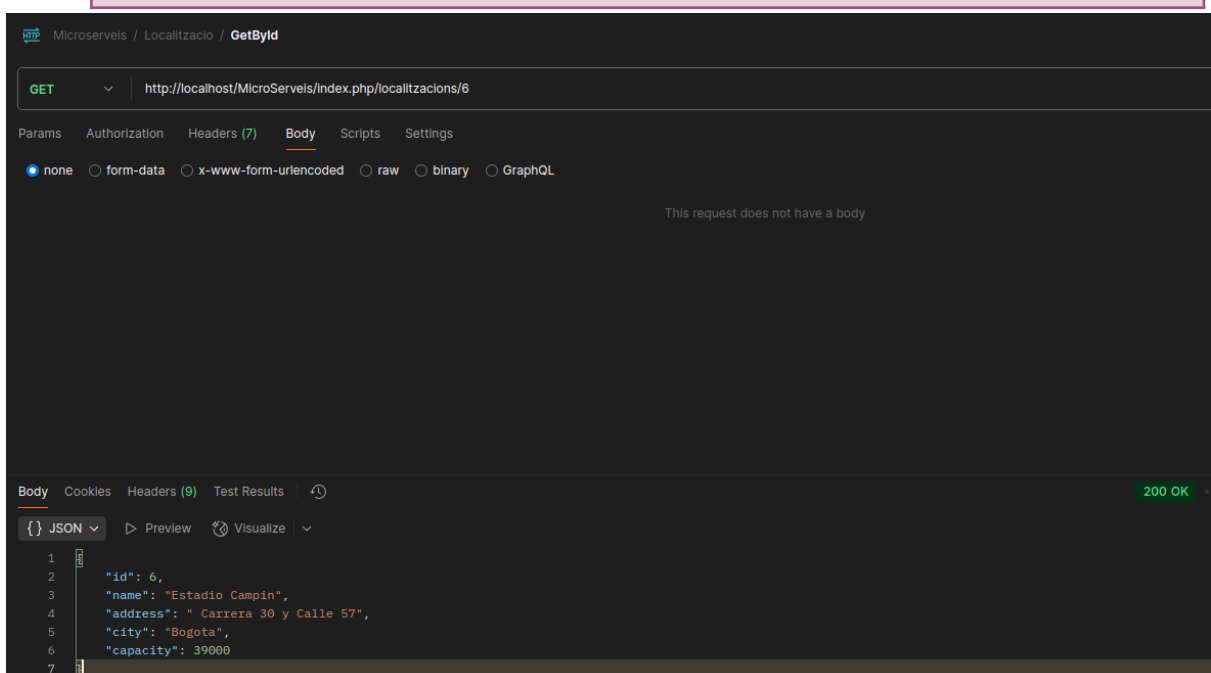 HTTP Microserveis / Localitzacio / GetById
GET http://localhost/MicroServeis/index.php/localitzacions/6
Params Authorization Headers (7) Body Scripts Settings
none form-data x-www-form-urlencoded raw binary GraphQL
This request does not have a body
Body Cookies Headers (9) Test Results 200 OK
{} JSON Preview Visualize
1 {
2 "id": 6,
3 "name": "Estadio Campin",
4 "address": " Carrera 30 y Calle 57",
5 "city": "Bogota",
6 "capacity": 39000
7 }